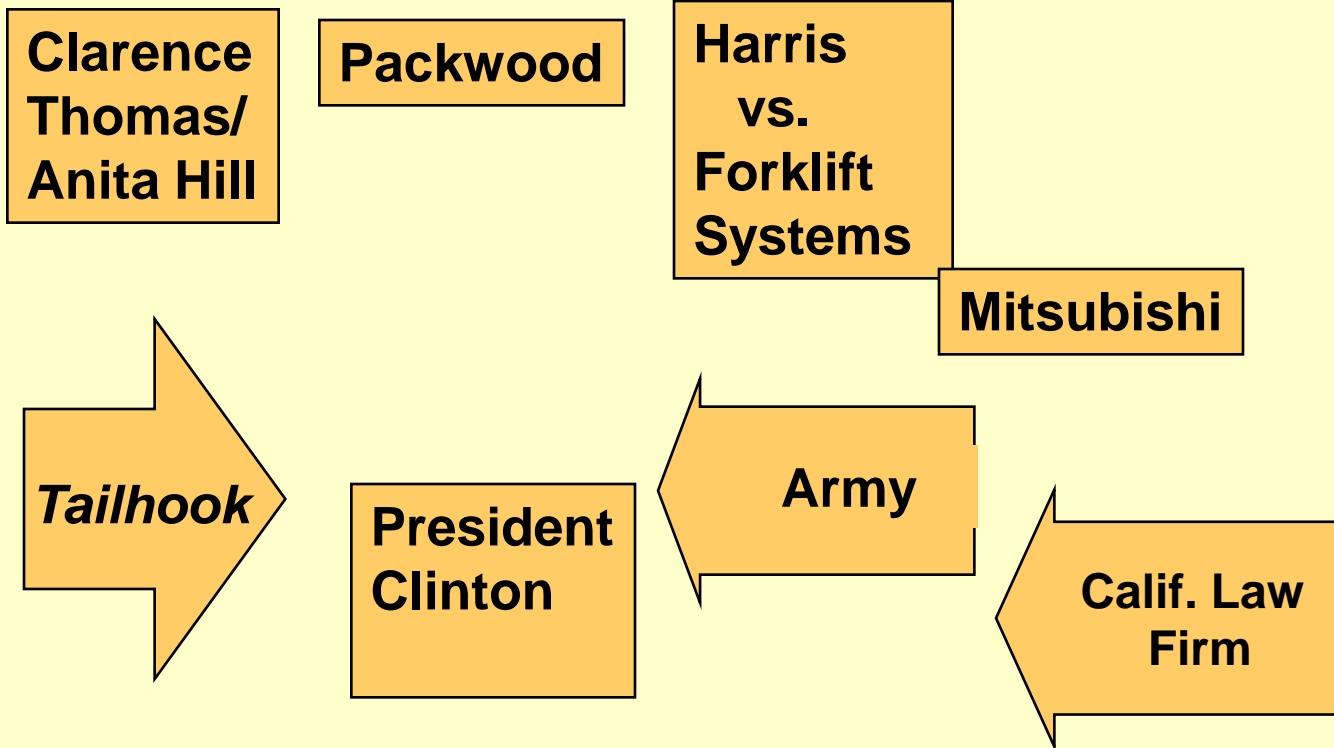 Clarence
Thomas/
Anita Hill
Packwood
Harris
vs.
Forklift
Systems
Mitsubishi
Tailhook
President
Clinton
Army
Calif. Law
Firm